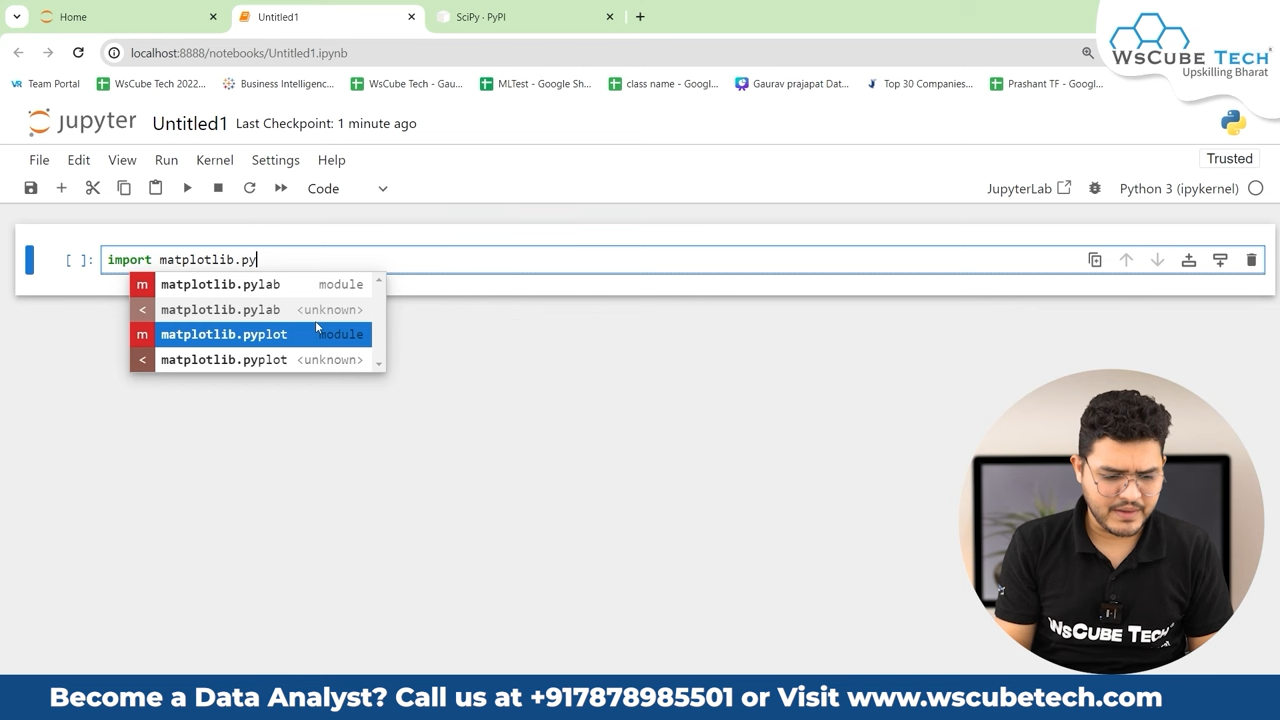 Home
Untitled1
SciPy · PyPI
localhost:8888/notebooks/Untitled1.ipynb
WsCube Tech
Upskilling Bharat
VR Team Portal
WsCube Tech 2022...
Business Intelligenc...
WsCube Tech - Gau...
MLTest - Google Sh...
class name - Googl...
Gaurav prajapat Dat...
Top 30 Companies...
Prashant TF - Googl...
jupyter Untitled1 Last Checkpoint: 1 minute ago
File Edit View Run Kernel Settings Help
Trusted
Code
JupyterLab
Python 3 (ipykernel)
[ ]: import matplotlib.py
m matplotlib.pylab module
< matplotlib.pylab <unknown>
m matplotlib.pyplot module
< matplotlib.pyplot <unknown>
WsCube Tech
Become a Data Analyst? Call us at +917878985501 or Visit www.wscubetech.com